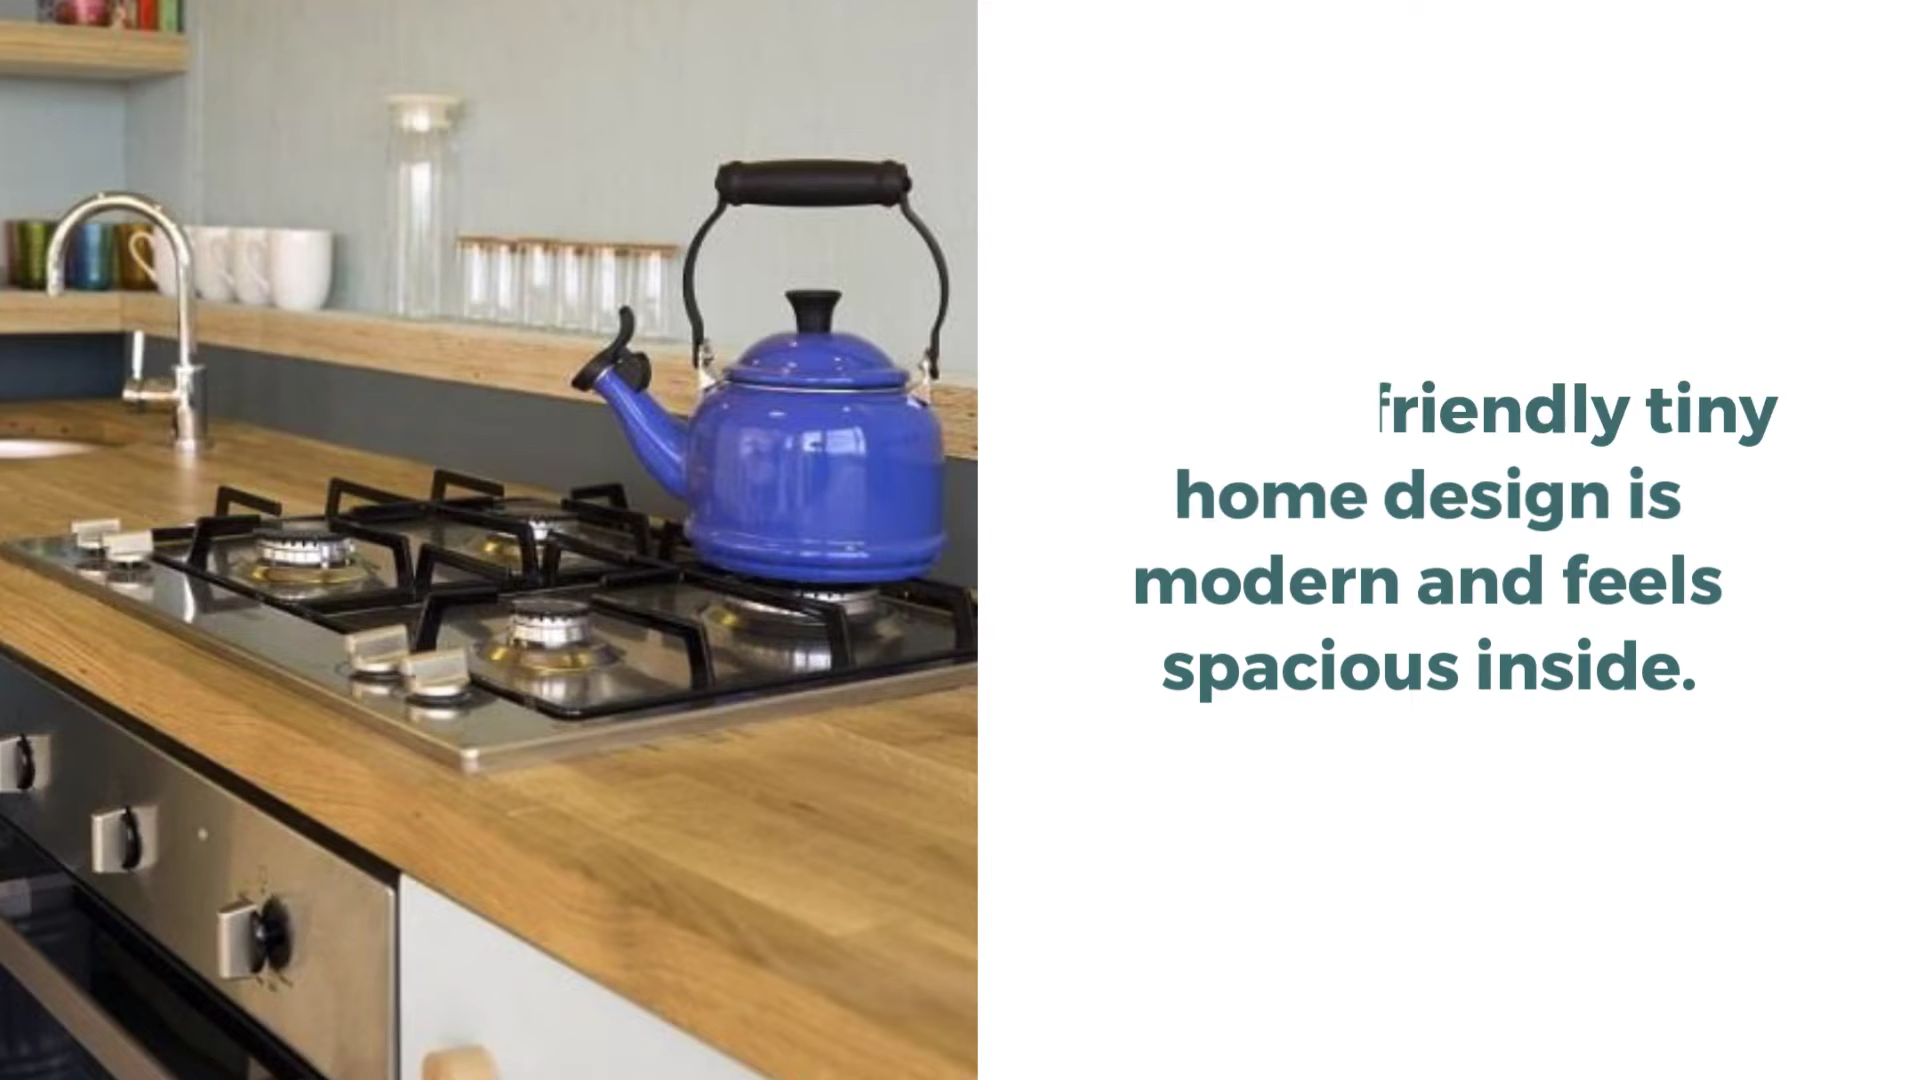 friendly tiny
home design is
modern and feels
spacious inside.